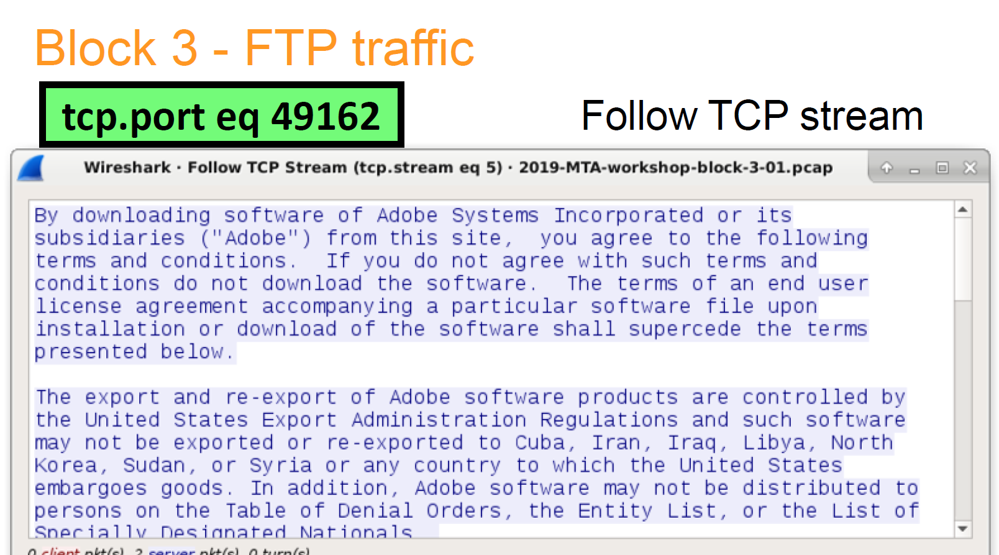 Block 3 - FTP traffic
tcp.port eq 49162
Follow TCP stream
Wireshark · Follow TCP Stream (tcp.stream eq 5) · 2019-MTA-workshop-block-3-01.pcap
By downloading software of Adobe Systems Incorporated or its
subsidiaries ("Adobe") from this site,  you agree to the following
terms and conditions.  If you do not agree with such terms and
conditions do not download the software.  The terms of an end user
license agreement accompanying a particular software file upon
installation or download of the software shall supercede the terms
presented below.
The export and re-export of Adobe software products are controlled by
the United States Export Administration Regulations and such software
may not be exported or re-exported to Cuba, Iran, Iraq, Libya, North
Korea, Sudan, or Syria or any country to which the United States
embargoes goods. In addition, Adobe software may not be distributed to
persons on the Table of Denial Orders, the Entity List, or the List of
Specially Designated Nationals.
0 client pkt(s), 2 server pkt(s), 0 turn(s).